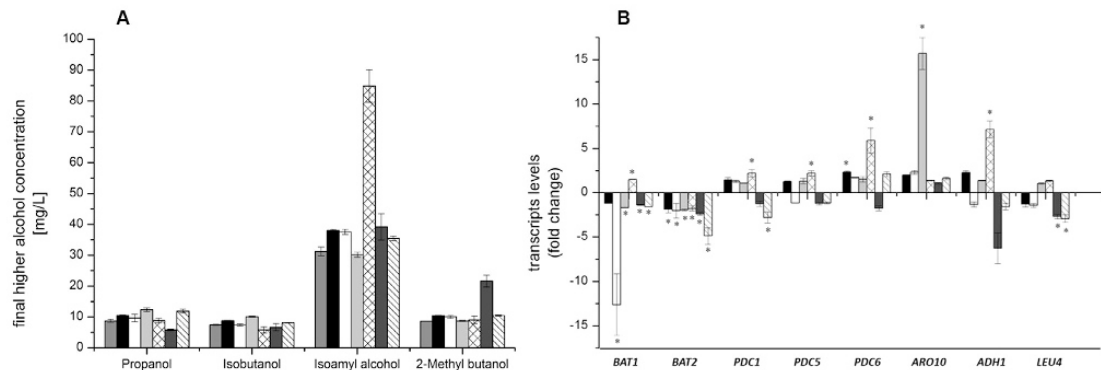 A
final higher alcohol concentration
[mg/L]
100
90
80
70
60
50
40
30
20
10
0
Propanol
Isobutanol
Isoamyl alcohol
2-Methyl butanol
B
transcripts levels
(fold change)
15
10
5
0
-5
-10
-15
* * * * *
* * * * * *
* *
*
* *
*
*
* *
BAT1
BAT2
PDC1
PDC5
PDC6
ARO10
ADH1
LEU4